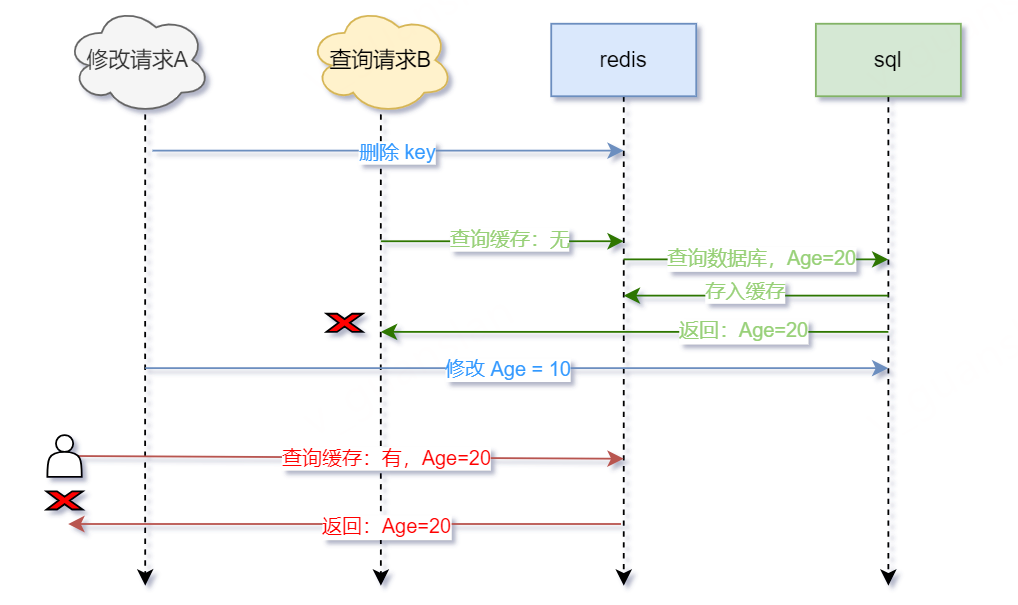 修改请求A
查询请求B
redis
sql
删除 key
查询缓存：无
查询数据库，Age=20
存入缓存
返回：Age=20
修改 Age = 10
查询缓存：有，Age=20
返回：Age=20